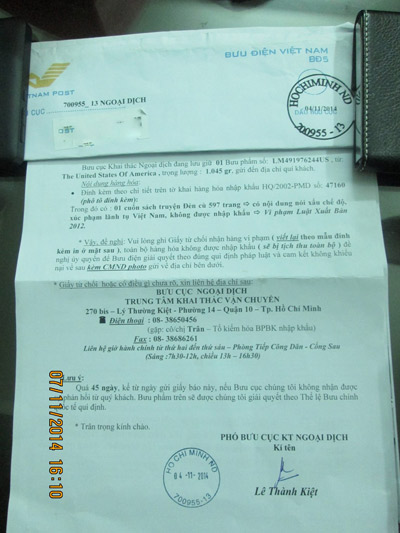 TNAM POST
BƯU ĐIỆN VIỆT NAM
BĐ5
CỤC
700955_ 13 NGOẠI DỊCH
HOCHIMINH ND
04/11/2014
700955 - 13
Bưu cục Khai thác Ngoại dịch đang lưu giữ 01 Bưu phẩm số: LM491976244US , từ:
The United States Of America , trọng lượng : 1.045 gr. gửi đến địa chỉ quí khách.
Nội dung hàng hóa:
• Đính kèm theo chi tiết trên tờ khai hàng hóa nhập khẩu HQ/2002-PMD số: 47160
(phô tô đính kèm):
Trong đó có : 01 cuốn sách truyện Đèn cù 597 trang ⇒ có nội dung nói xấu chế độ,
xúc phạm lãnh tụ Việt Nam, không được nhập khẩu ⇒ Vi phạm Luật Xuất Bản
2012.
* Vậy, đề nghị: Vui lòng ghi Giấy từ chối nhận hàng vi phạm ( viết lại theo mẫu đính
kèm in ở mặt sau ), toàn bộ hàng hóa không được nhập khẩu ( sẽ bị tịch thu toàn bộ ) đề
nghị ủy quyền để Bưu điện giải quyết theo đúng qui định pháp luật và cam kết không khiếu
nại về sau kèm CMND photo gửi về địa chỉ bên dưới.
* Giấy từ chối hoặc có điều gì chưa rõ, xin liên hệ địa chỉ sau:
BƯU CỤC NGOẠI DỊCH
TRUNG TÂM KHAI THÁC VẬN CHUYỂN
270 bis – Lý Thường Kiệt - Phường 14 – Quận 10 – Tp. Hồ Chí Minh
Điện thoại : 08- 38650456
(gặp: cô/chị Trân – Tổ kiểm hóa BPBK nhập khẩu)
Fax : 08- 38686261
Liên hệ giờ hành chính từ thứ hai đến thứ sáu – Phòng Tiếp Công Dân - Cổng Sau
(Sáng :7h30-12h, chiều 13h – 16h30)
Lưu ý:
Quá 45 ngày, kể từ ngày gửi giấy báo này, nếu Bưu cục chúng tôi không nhận được
phản hồi từ quý khách. Bưu phẩm trên sẽ được chúng tôi giải quyết theo Thể lệ Bưu chính
quốc tế qui định.
* Trân trọng kính chào.
PHÓ BƯU CỤC KT NGOẠI DỊCH
Kí tên
HO CHI MINH ND
04 -11- 2014
700955-13
Lê Thành Kiệt
07/11/2014 16:10